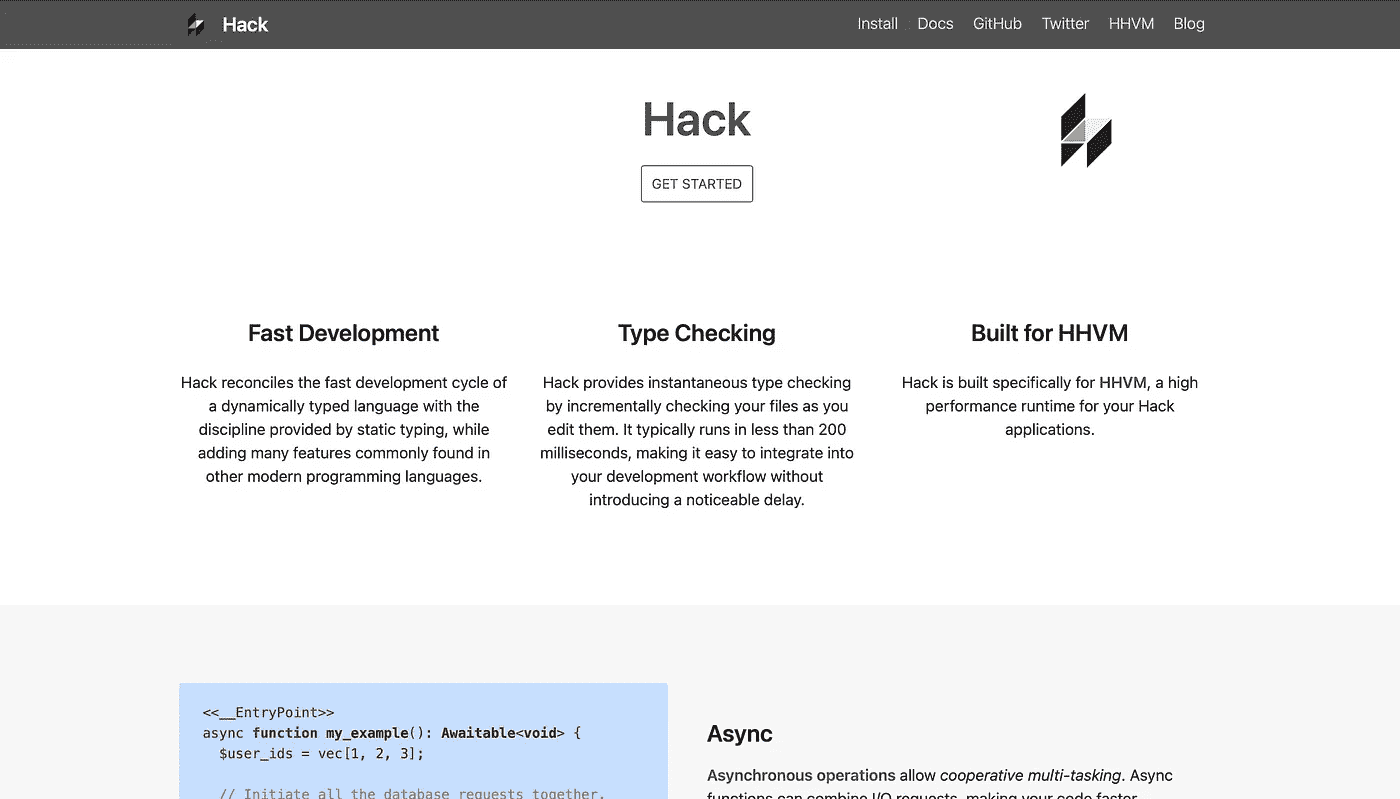 Hack
Install Docs GitHub Twitter HHVM Blog
Hack
GET STARTED
Fast Development
Hack reconciles the fast development cycle of
a dynamically typed language with the
discipline provided by static typing, while
adding many features commonly found in
other modern programming languages.
Type Checking
Hack provides instantaneous type checking
by incrementally checking your files as you
edit them. It typically runs in less than 200
milliseconds, making it easy to integrate into
your development workflow without
introducing a noticeable delay.
Built for HHVM
Hack is built specifically for HHVM, a high
performance runtime for your Hack
applications.
<<__EntryPoint>>
async function my_example(): Awaitable<void> {
$user_ids = vec[1, 2, 3];
// Initiate all the database requests together,
Async
Asynchronous operations allow cooperative multi-tasking. Async
functions can combine I/O requests, making your code faster